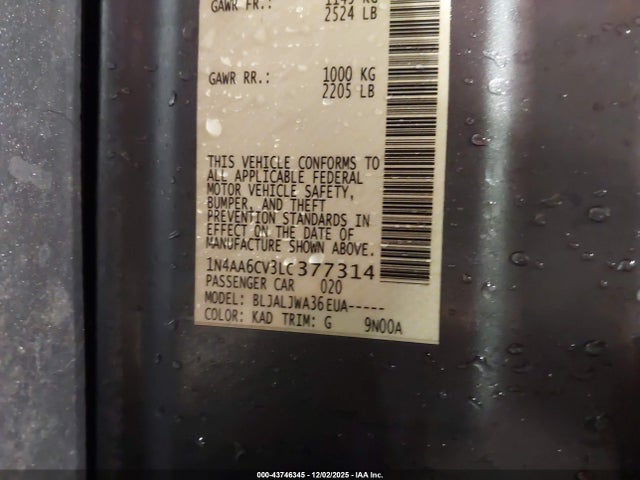 GAWR FR.: 1145 KG
2524 LB
GAWR RR.: 1000 KG
2205 LB
THIS VEHICLE CONFORMS TO
ALL APPLICABLE FEDERAL
MOTOR VEHICLE SAFETY,
BUMPER, AND THEFT
PREVENTION STANDARDS IN
EFFECT ON THE DATE OF
MANUFACTURE SHOWN ABOVE.
1N4AA6CV3LC377314
PASSENGER CAR 020
MODEL: BLJALJWA36EUA-----
COLOR: KAD TRIM: G 9N00A
000-43746345 - 12/02/2025 - IAA Inc.